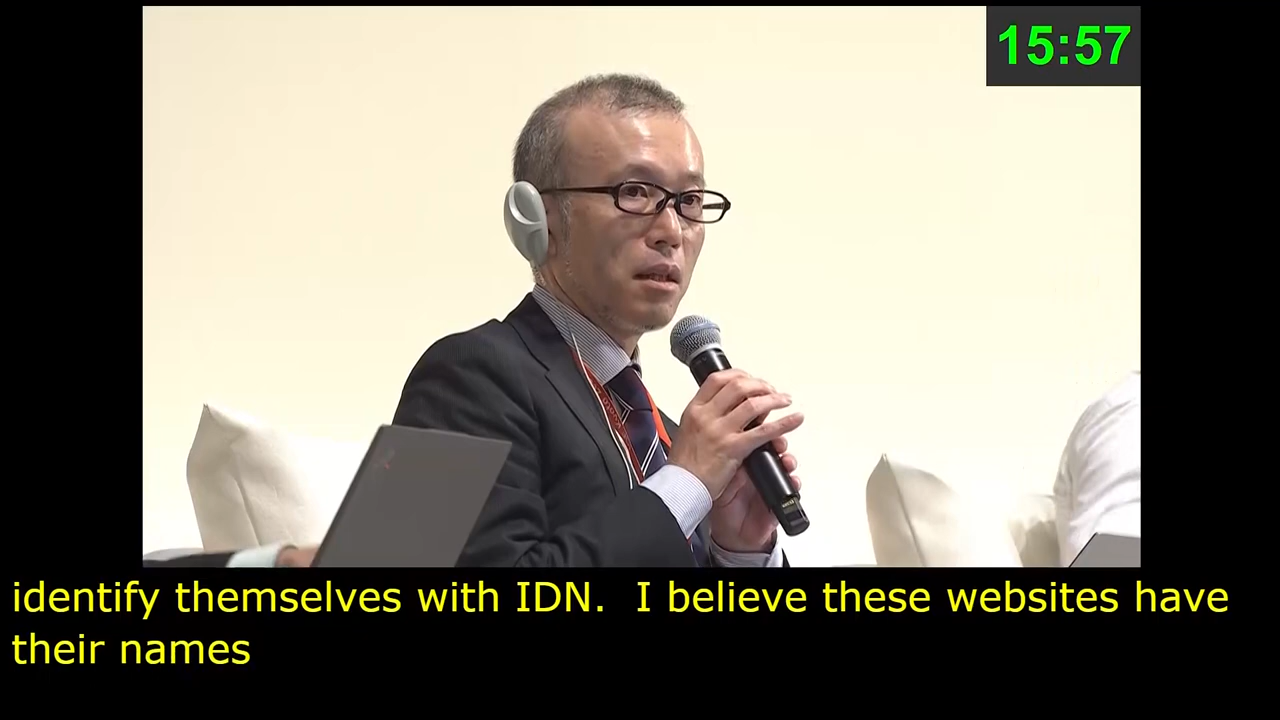 15:57
identify themselves with IDN.  I believe these websites have
their names